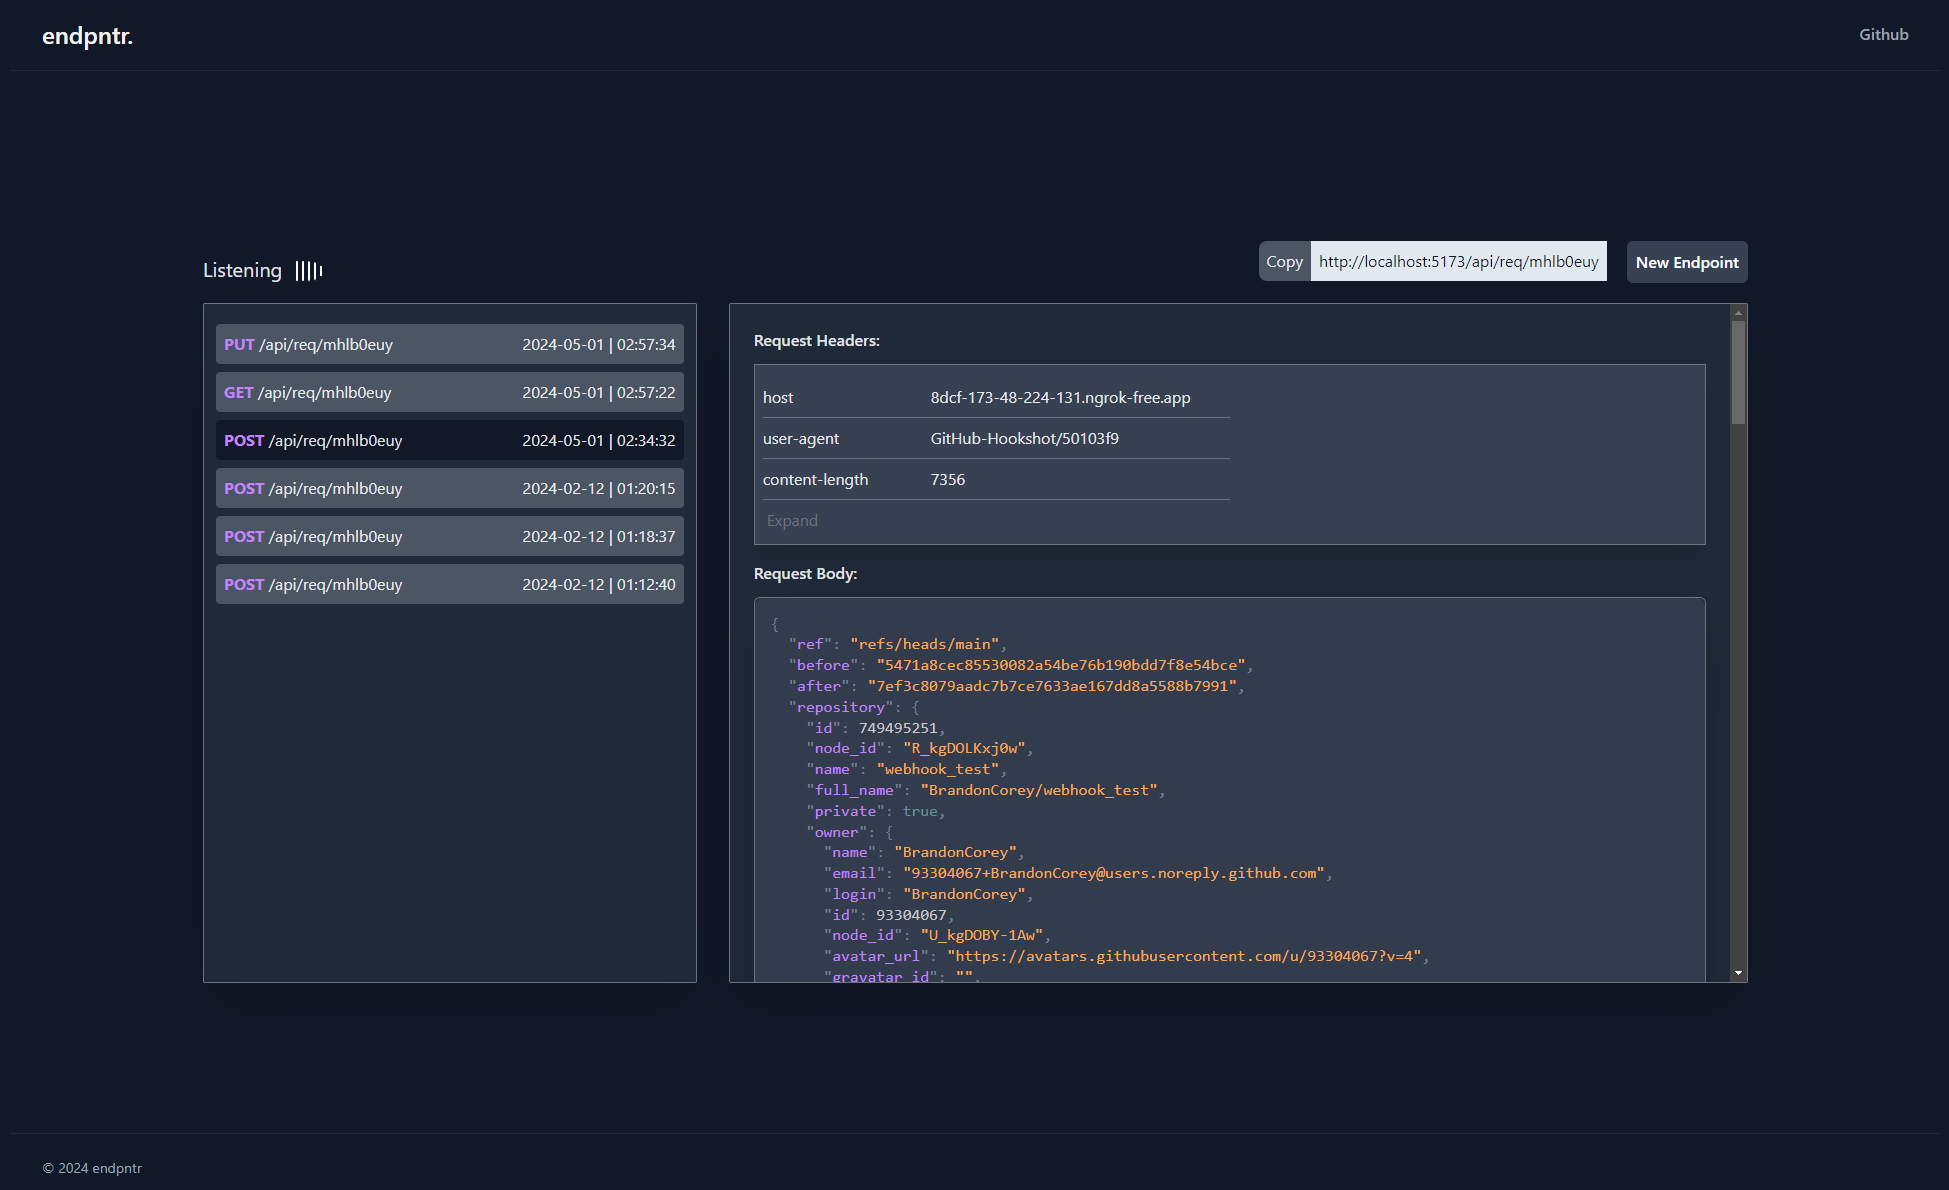 endpntr.
Github
Listening
Copy http://localhost:5173/api/req/mhlb0euy New Endpoint
PUT /api/req/mhlb0euy 2024-05-01 | 02:57:34
GET /api/req/mhlb0euy 2024-05-01 | 02:57:22
POST /api/req/mhlb0euy 2024-05-01 | 02:34:32
POST /api/req/mhlb0euy 2024-02-12 | 01:20:15
POST /api/req/mhlb0euy 2024-02-12 | 01:18:37
POST /api/req/mhlb0euy 2024-02-12 | 01:12:40
Request Headers:
host 8dcf-173-48-224-131.ngrok-free.app
user-agent GitHub-Hookshot/50103f9
content-length 7356
Expand
Request Body:
{
"ref": "refs/heads/main",
"before": "5471a8cec85530082a54be76b190bdd7f8e54bce",
"after": "7ef3c8079aadc7b7ce7633ae167dd8a5588b7991",
"repository": {
"id": 749495251,
"node_id": "R_kgDOLKxj0w",
"name": "webhook_test",
"full_name": "BrandonCorey/webhook_test",
"private": true,
"owner": {
"name": "BrandonCorey",
"email": "93304067+BrandonCorey@users.noreply.github.com",
"login": "BrandonCorey",
"id": 93304067,
"node_id": "U_kgDOBY-1Aw",
"avatar_url": "https://avatars.githubusercontent.com/u/93304067?v=4",
"gravatar_id": "",
© 2024 endpntr